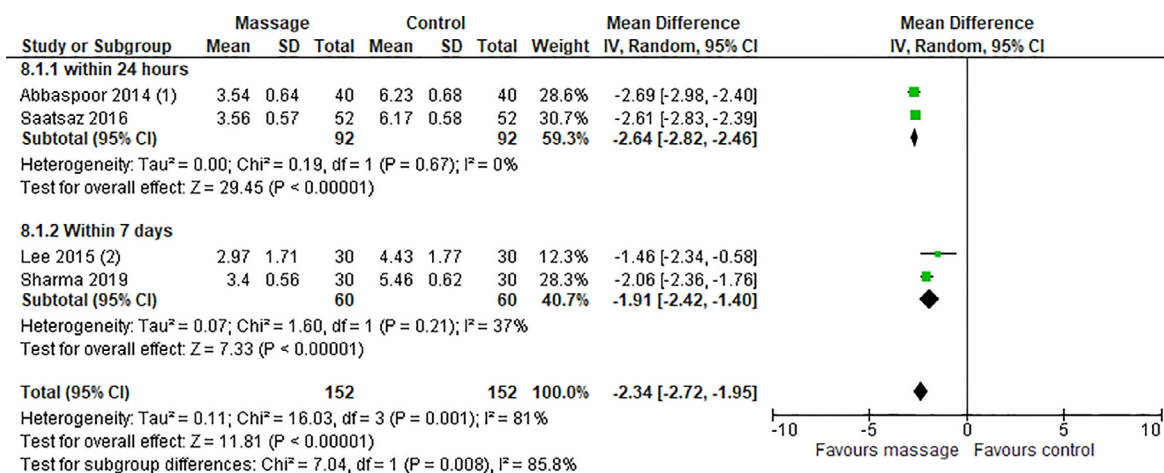 Massage Control Mean Difference Mean Difference
Study or Subgroup Mean SD Total Mean SD Total Weight IV, Random, 95% CI IV, Random, 95% CI
8.1.1 within 24 hours
Abbaspoor 2014 (1) 3.54 0.64 40 6.23 0.68 40 28.6% -2.69 [-2.98, -2.40]
Saatsaz 2016 3.56 0.57 52 6.17 0.58 52 30.7% -2.61 [-2.83, -2.39]
Subtotal (95% CI) 92 92 59.3% -2.64 [-2.82, -2.46]
Heterogeneity: Tau² = 0.00; Chi² = 0.19, df = 1 (P = 0.67); I² = 0%
Test for overall effect: Z = 29.45 (P < 0.00001)
8.1.2 Within 7 days
Lee 2015 (2) 2.97 1.71 30 4.43 1.77 30 12.3% -1.46 [-2.34, -0.58]
Sharma 2019 3.4 0.56 30 5.46 0.62 30 28.3% -2.06 [-2.36, -1.76]
Subtotal (95% CI) 60 60 40.7% -1.91 [-2.42, -1.40]
Heterogeneity: Tau² = 0.07; Chi² = 1.60, df = 1 (P = 0.21); I² = 37%
Test for overall effect: Z = 7.33 (P < 0.00001)
Total (95% CI) 152 152 100.0% -2.34 [-2.72, -1.95]
Heterogeneity: Tau² = 0.11; Chi² = 16.03, df = 3 (P = 0.001); I² = 81%
Test for overall effect: Z = 11.81 (P < 0.00001)
Test for subgroup differences: Chi² = 7.04, df = 1 (P = 0.008), I² = 85.8%
-10 -5 0 5 10
Favours massage Favours control